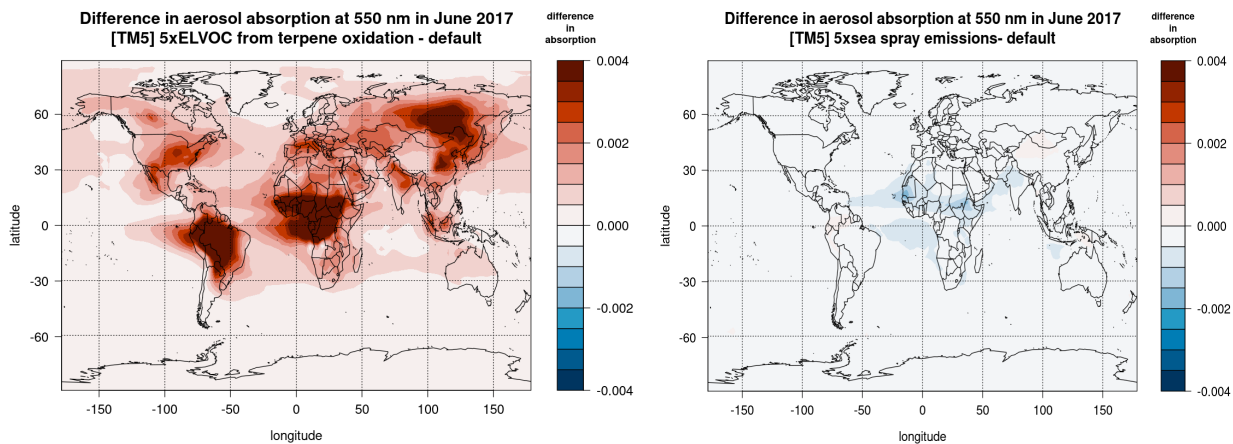 Difference in aerosol absorption at 550 nm in June 2017
[TM5] 5xELVOC from terpene oxidation - default
difference
in
absorption
0.004
0.002
0.000
-0.002
-0.004
60
30
0
-30
-60
latitude
-150
-100
-50
0
50
100
150
longitude
Difference in aerosol absorption at 550 nm in June 2017
[TM5] 5xsea spray emissions- default
difference
in
absorption
0.004
0.002
0.000
-0.002
-0.004
60
30
0
-30
-60
latitude
-150
-100
-50
0
50
100
150
longitude